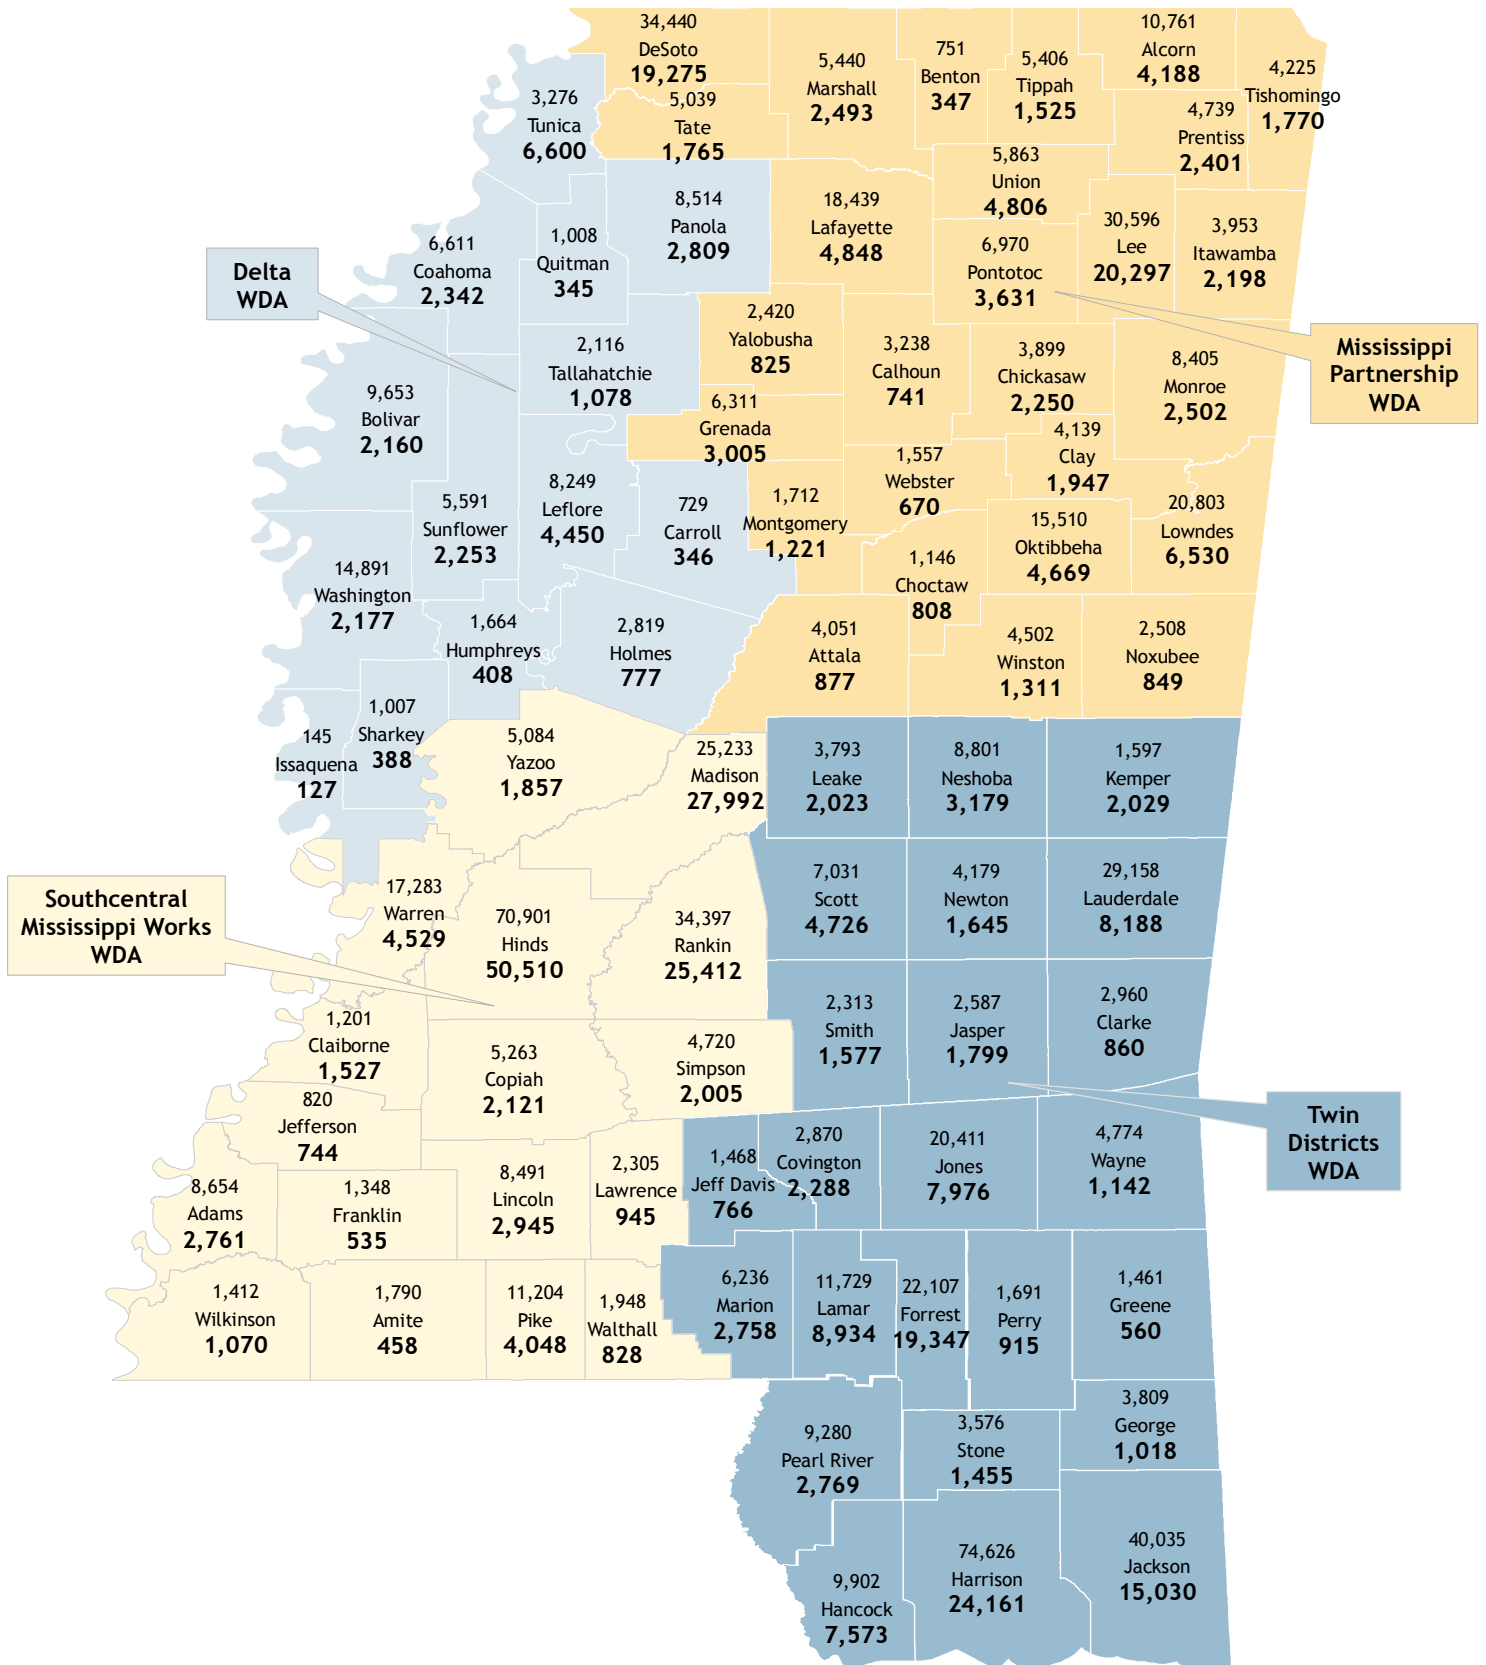 34,440
DeSoto
19,275
5,440
Marshall
2,493
751
Benton
347
5,406
Tippah
1,525
10,761
Alcorn
4,188
4,225
Tishomingo
1,770
3,276
Tunica
6,600
5,039
Tate
1,765
4,739
Prentiss
2,401
5,863
Union
4,806
8,514
Panola
2,809
18,439
Lafayette
4,848
30,596
Lee
20,297
3,953
Itawamba
2,198
6,611
Coahoma
2,342
1,008
Quitman
345
6,970
Pontotoc
3,631
Delta
WDA
2,420
Yalobusha
825
2,116
Tallahatchie
1,078
3,238
Calhoun
741
3,899
Chickasaw
2,250
8,405
Monroe
2,502
Mississippi
Partnership
WDA
9,653
Bolivar
2,160
6,311
Grenada
3,005
4,139
Clay
1,947
1,557
Webster
670
8,249
Leflore
4,450
5,591
Sunflower
2,253
729
Carroll
346
1,712
Montgomery
1,221
15,510
Oktibbeha
4,669
20,803
Lowndes
6,530
1,146
Choctaw
808
14,891
Washington
2,177
1,664
Humphreys
408
2,819
Holmes
777
4,051
Attala
877
4,502
Winston
1,311
2,508
Noxubee
849
1,007
Sharkey
388
145
Issaquena
127
5,084
Yazoo
1,857
25,233
Madison
27,992
3,793
Leake
2,023
8,801
Neshoba
3,179
1,597
Kemper
2,029
7,031
Scott
4,726
4,179
Newton
1,645
29,158
Lauderdale
8,188
Southcentral
Mississippi Works
WDA
17,283
Warren
4,529
70,901
Hinds
50,510
34,397
Rankin
25,412
2,313
Smith
1,577
2,587
Jasper
1,799
2,960
Clarke
860
1,201
Claiborne
1,527
5,263
Copiah
2,121
4,720
Simpson
2,005
820
Jefferson
744
Twin
Districts
WDA
8,654
Adams
2,761
1,348
Franklin
535
8,491
Lincoln
2,945
2,305
Lawrence
945
1,468
Jeff Davis
766
2,870
Covington
2,288
20,411
Jones
7,976
4,774
Wayne
1,142
1,412
Wilkinson
1,070
1,790
Amite
458
11,204
Pike
4,048
1,948
Walthall
828
6,236
Marion
2,758
11,729
Lamar
8,934
22,107
Forrest
19,347
1,691
Perry
915
1,461
Greene
560
3,809
George
1,018
9,280
Pearl River
2,769
3,576
Stone
1,455
9,902
Hancock
7,573
74,626
Harrison
24,161
40,035
Jackson
15,030